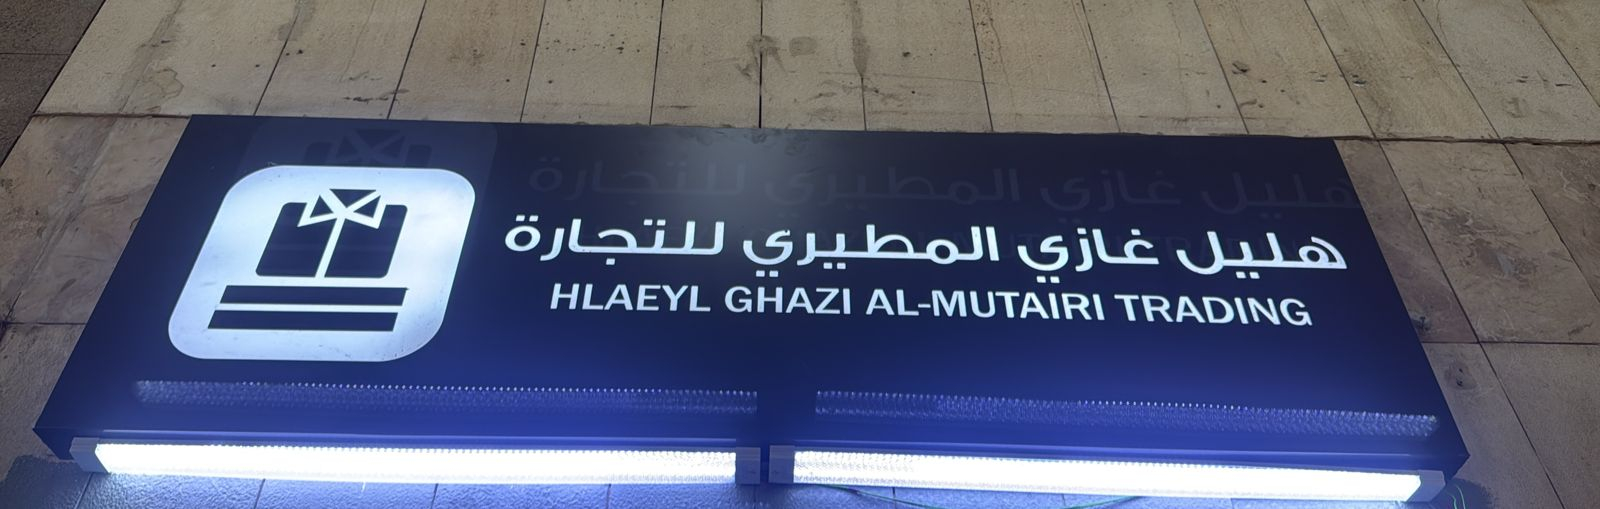 هليل غازي المطيري للتجارة
HLAEYL GHAZI AL-MUTAIRI TRADING